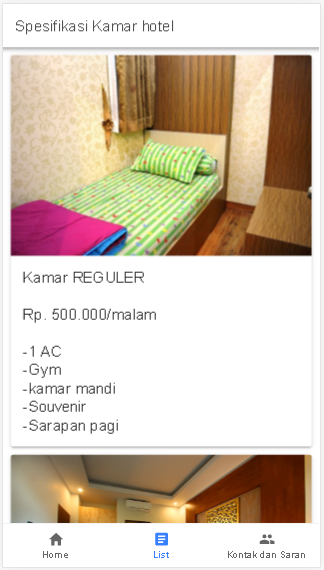 Spesifikasi Kamar hotel
Kamar REGULER
Rp. 500.000/malam
-1 AC
-Gym
-kamar mandi
-Souvenir
-Sarapan pagi
Home
List
Kontak dan Saran